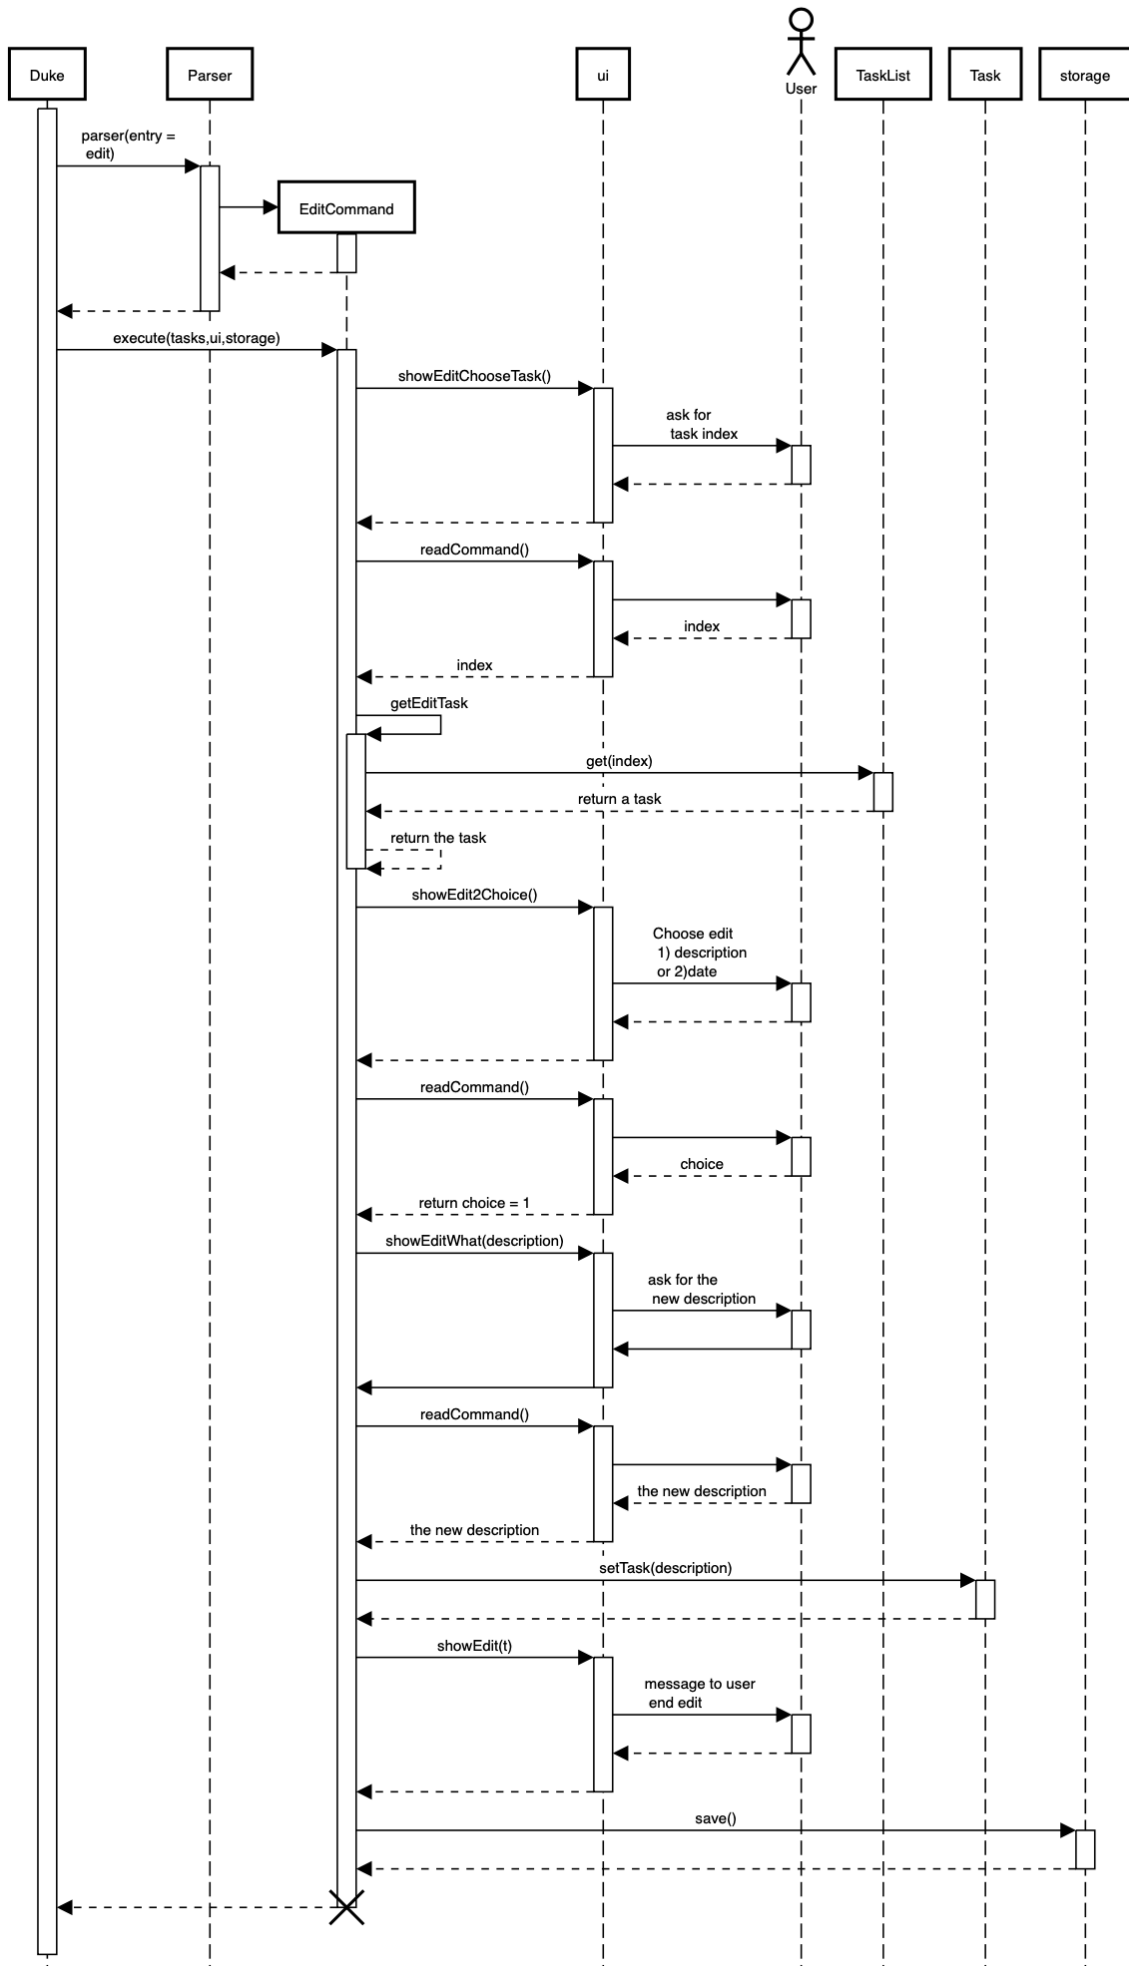 Duke
Parser
ui
User
TaskList
Task
storage
parser(entry =
edit)
EditCommand
execute(tasks,ui,storage)
showEditChooseTask()
ask for
task index
readCommand()
index
index
getEditTask
get(index)
return a task
return the task
showEdit2Choice()
Choose edit
1) description
or 2)date
readCommand()
choice
return choice = 1
showEditWhat(description)
ask for the
new description
readCommand()
the new description
the new description
setTask(description)
showEdit(t)
message to user
end edit
save()